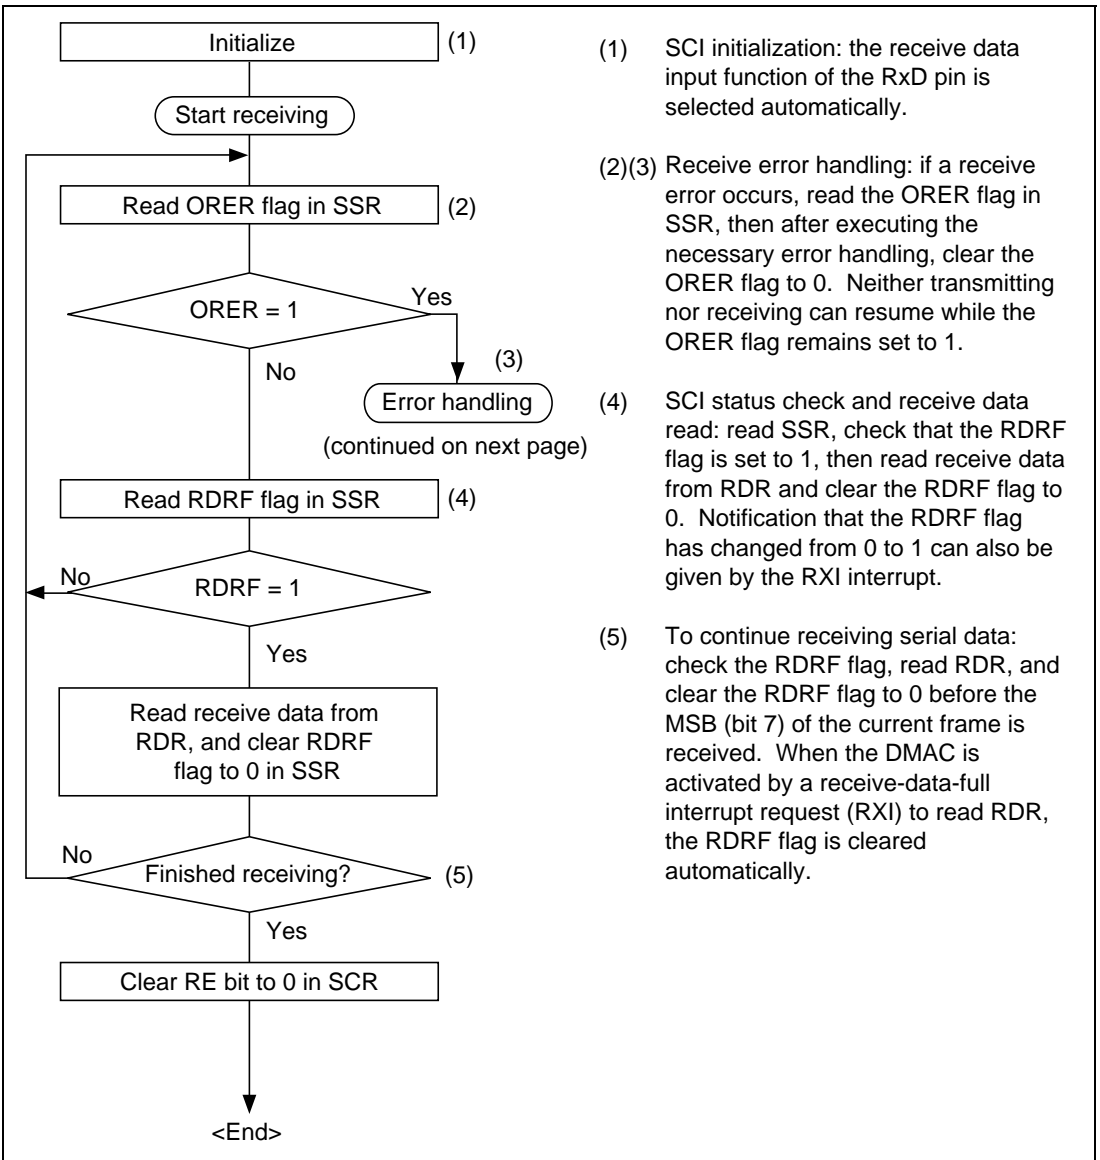 Initialize
(1)
Start receiving
Read ORER flag in SSR
(2)
ORER = 1
Yes
No
(3)
Error handling
(continued on next page)
Read RDRF flag in SSR
(4)
No
RDRF = 1
Yes
Read receive data from
RDR, and clear RDRF
flag to 0 in SSR
No
Finished receiving?
(5)
Yes
Clear RE bit to 0 in SCR
<End>
(1) SCI initialization: the receive data
input function of the RxD pin is
selected automatically.
(2)(3) Receive error handling: if a receive
error occurs, read the ORER flag in
SSR, then after executing the
necessary error handling, clear the
ORER flag to 0. Neither transmitting
nor receiving can resume while the
ORER flag remains set to 1.
(4) SCI status check and receive data
read: read SSR, check that the RDRF
flag is set to 1, then read receive data
from RDR and clear the RDRF flag to
0. Notification that the RDRF flag
has changed from 0 to 1 can also be
given by the RXI interrupt.
(5) To continue receiving serial data:
check the RDRF flag, read RDR, and
clear the RDRF flag to 0 before the
MSB (bit 7) of the current frame is
received. When the DMAC is
activated by a receive-data-full
interrupt request (RXI) to read RDR,
the RDRF flag is cleared
automatically.